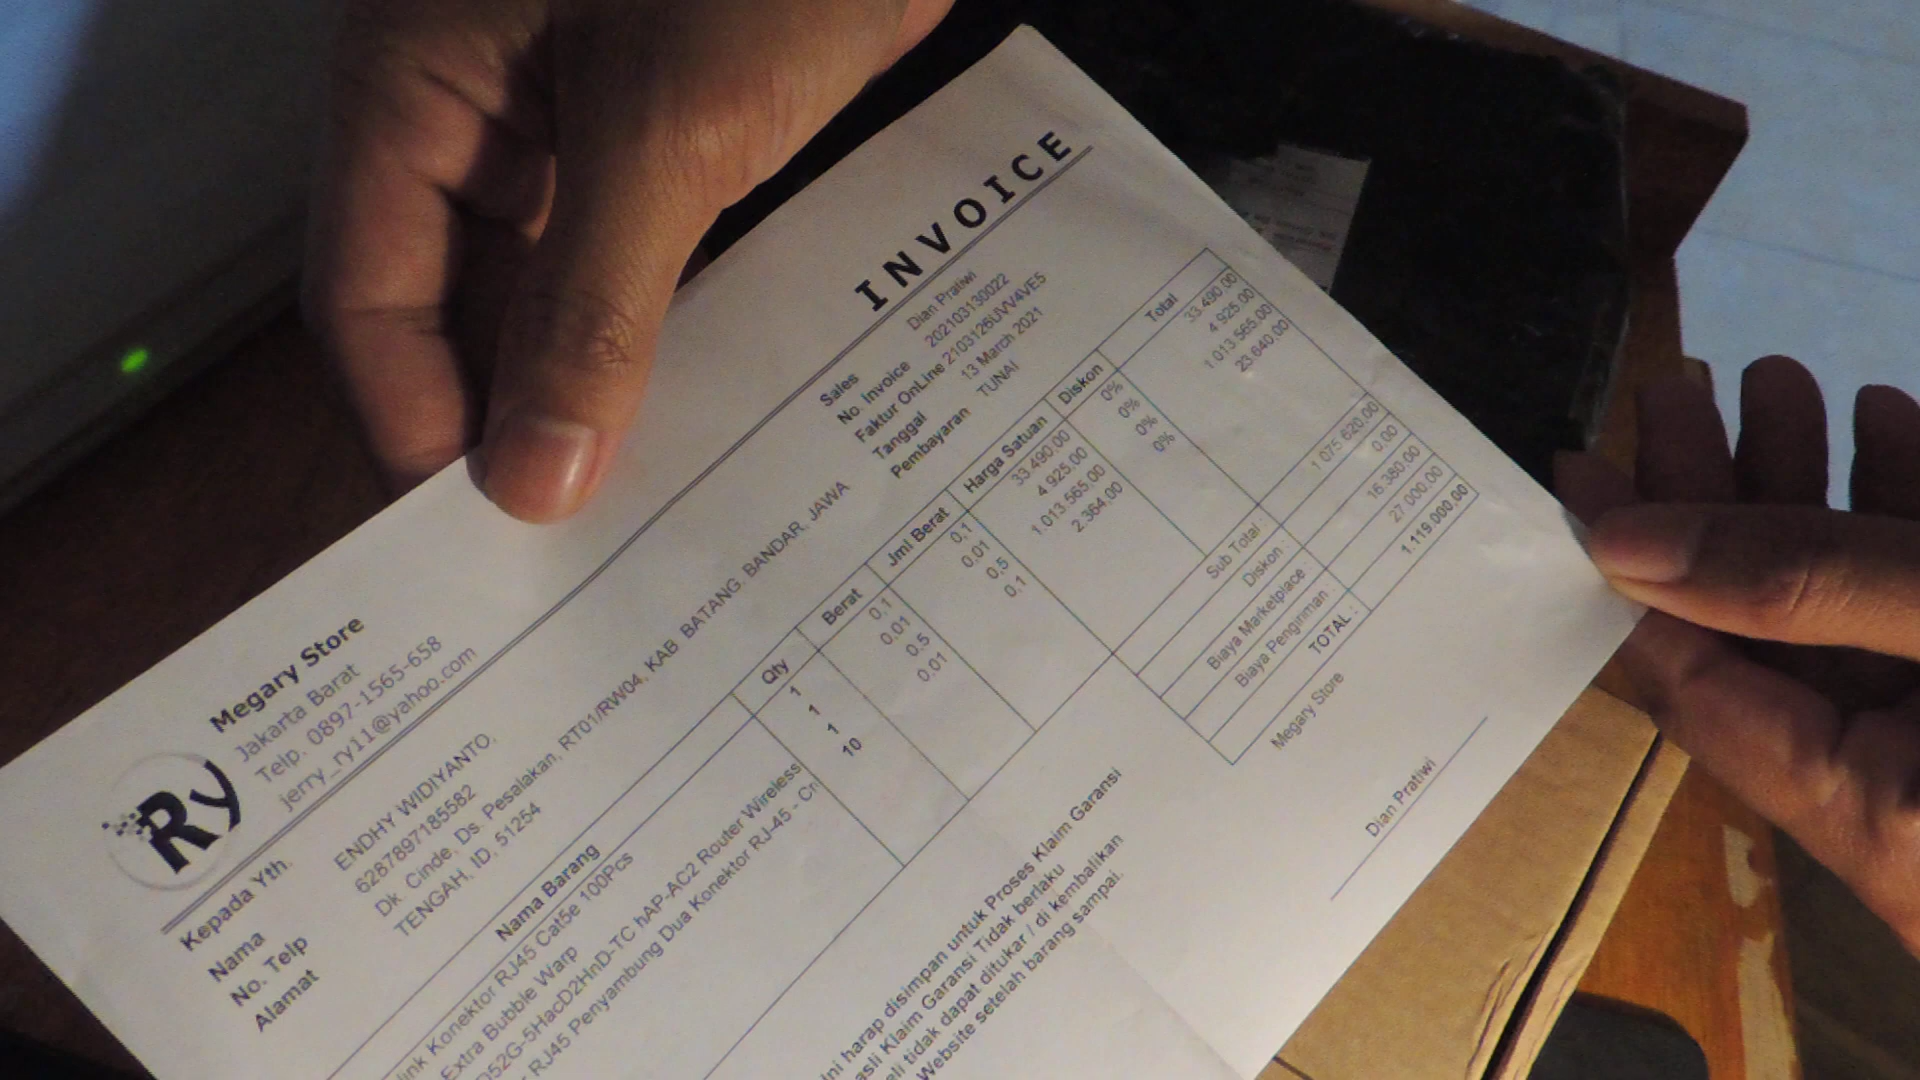 INVOICE
Ry
Megary Store
Jakarta Barat
Telp. 0897-1565-658
jerry_ry11@yahoo.com
Sales Dian Pratiwi
No. Invoice 202103130022
Faktur OnLine 2103126UVV4VE5
Tanggal 13 March 2021
Pembayaran TUNAI
Kepada Yth.
Nama ENDHY WIDIYANTO,
No. Telp 6287897185582
Alamat Dk Cinde, Ds. Pesalakan, RT01/RW04, KAB BATANG, BANDAR, JAWA
TENGAH, ID, 51254
Nama Barang Qty Berat Jml Berat Harga Satuan Diskon Total
Konektor RJ45 Cat5e 100Pcs 1 0,1 0,1 33.490,00 0% 33.490,00
Extra Bubble Warp 1 0,01 0,01 4.925,00 0% 4.925,00
hAP-AC2 Router Wireless 1 0,5 0,5 1.013.565,00 0% 1.013.565,00
RJ45 Penyambung Dua Konektor RJ-45 - 10 0,01 0,1 2.364,00 0% 23.640,00
Sub Total : 1.075.620,00
Diskon : 0,00
Biaya Marketplace : 16.380,00
Biaya Pengiriman : 27.000,00
TOTAL : 1.119.000,00
ini harap disimpan untuk Proses Klaim Garansi
Klaim Garansi Tidak berlaku
tidak dapat ditukar / di kembalikan
Website setelah barang sampai.
Megary Store
Dian Pratiwi